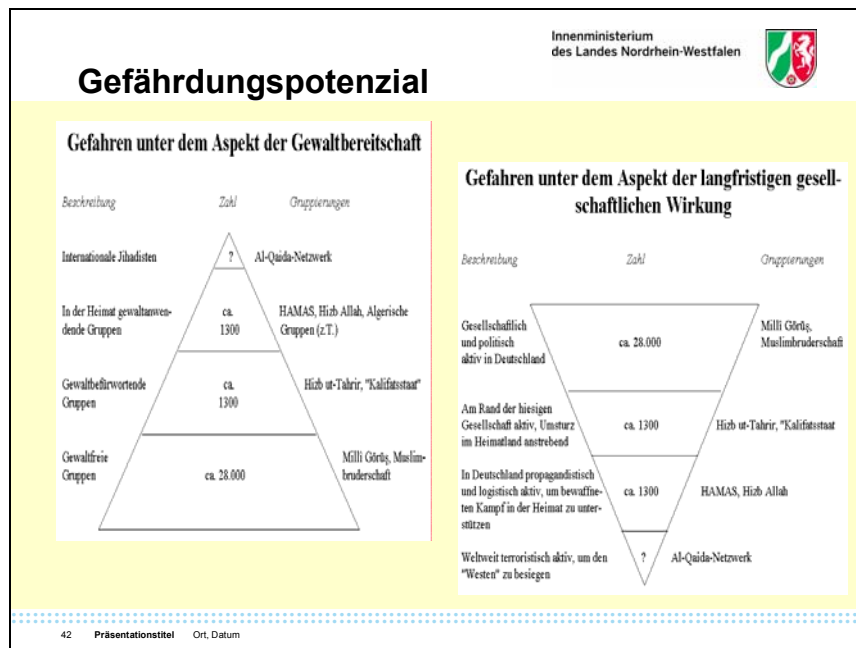 Innenministerium
des Landes Nordrhein-Westfalen
Gefährdungspotenzial
Gefahren unter dem Aspekt der Gewaltbereitschaft
Beschreibung Zahl Gruppierungen
Internationale Jihadisten ? Al-Qaida-Netzwerk
In der Heimat gewaltanwen-
dende Gruppen
ca.
1300
HAMAS, Hizb Allah, Algerische
Gruppen (z.T.)
Gewaltbefürwortende
Gruppen
ca.
1300
Hizb ut-Tahrir, "Kalifatsstaat"
Gewaltfreie
Gruppen
ca. 28.000
Milli Görüş, Muslim-
bruderschaft
Gefahren unter dem Aspekt der langfristigen gesell-
schaftlichen Wirkung
Beschreibung Zahl Gruppierungen
Gesellschaftlich
und politisch
aktiv in Deutschland
ca. 28.000
Milli Görüş,
Muslimbruderschaft
Am Rand der hiesigen
Gesellschaft aktiv, Umsturz
im Heimatland anstrebend
ca. 1300
Hizb ut-Tahrir, "Kalifatsstaat
In Deutschland propagandistisch
und logistisch aktiv, um bewaffne-
ten Kampf in der Heimat zu unter-
stützen
ca. 1300
HAMAS, Hizb Allah
Weltweit terroristisch aktiv, um den
"Westen" zu besiegen
?
Al-Qaida-Netzwerk
42 Präsentationstitel Ort, Datum